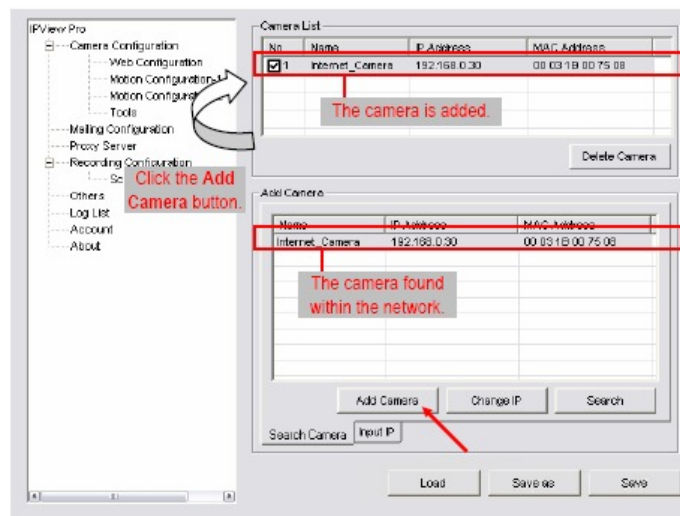 IPView Pro
Camera Configuration
Web Configuration
Motion Configuration-1
Motion Configurat
Tools
Mailing Configuration
Proxy Server
Recording Configuration
Sc
Others
Log List
Account
About
Click the Add
Camera button.
Camera List
No Name IP Address MAC Address
1 Internet_Camera 192.168.0.30 00 03 1B 00 75 08
The camera is added.
Delete Camera
Add Camera
Name IP Address MAC Address
Internet_Camera 192.168.0.30 00 03 1B 00 75 08
The camera found
within the network.
Add Camera Change IP Search
Search Camera Input IP
Load Save as Save